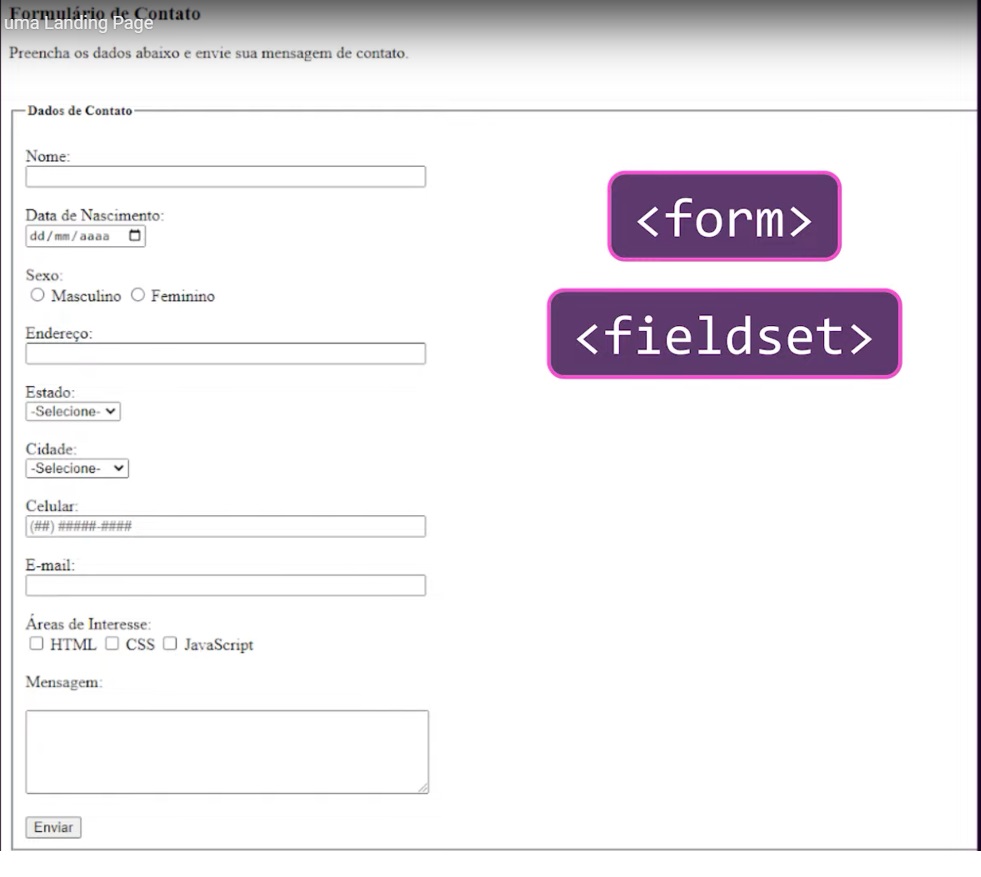 Formulário de Contato
uma Landing Page
Preencha os dados abaixo e envie sua mensagem de contato.
Dados de Contato
Nome:
Data de Nascimento:
dd/mm/aaaa
Sexo:
Masculino Feminino
Endereço:
Estado:
-Selecione-
Cidade:
-Selecione-
Celular:
(##) #####-####
E-mail:
Áreas de Interesse:
HTML CSS JavaScript
Mensagem:
Enviar
<form>
<fieldset>